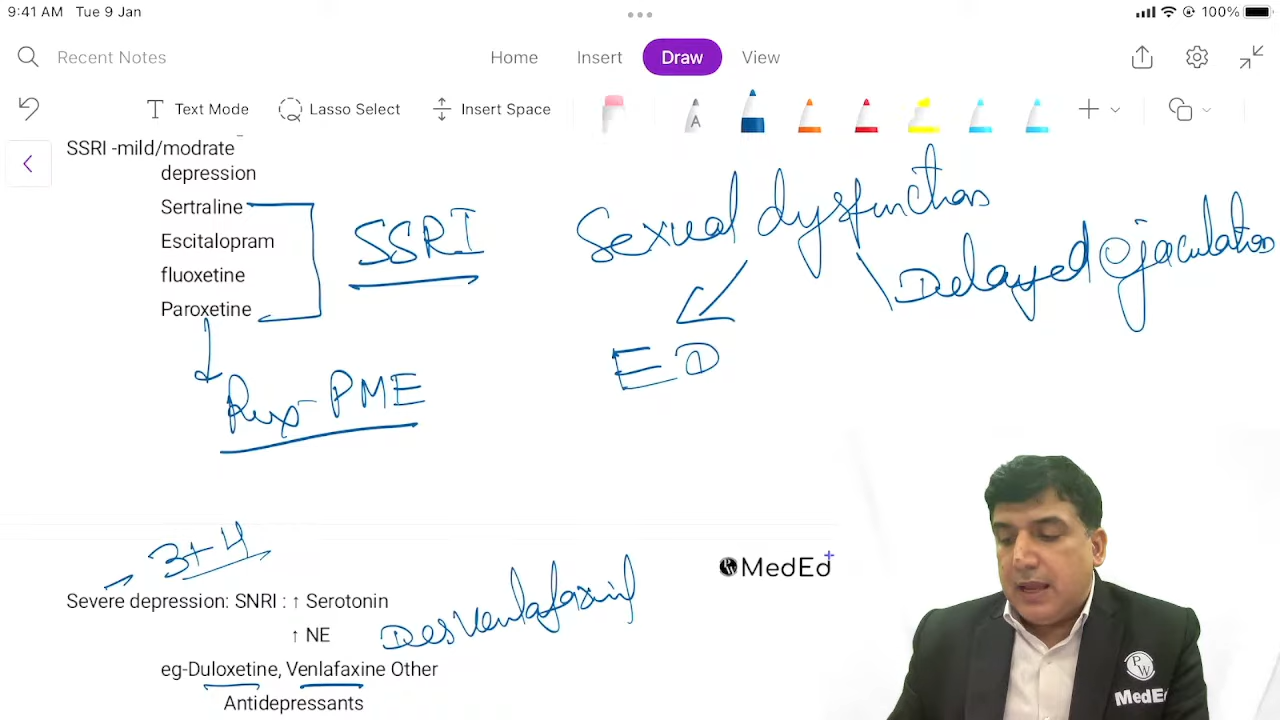 9:41 AM Tue 9 Jan
100%
Recent Notes
Home Insert Draw View
Text Mode Lasso Select Insert Space
A
SSRI -mild/modrate
depression
Sertraline
Escitalopram
fluoxetine
Paroxetine
SSRI
Sexual dysfunction
Delayed ejaculation
ED
PME
3+4
MedEd
Severe depression: SNRI : ↑ Serotonin
↑ NE
Desvenlafaxine
eg-Duloxetine, Venlafaxine Other
Antidepressants
PW
MedEd